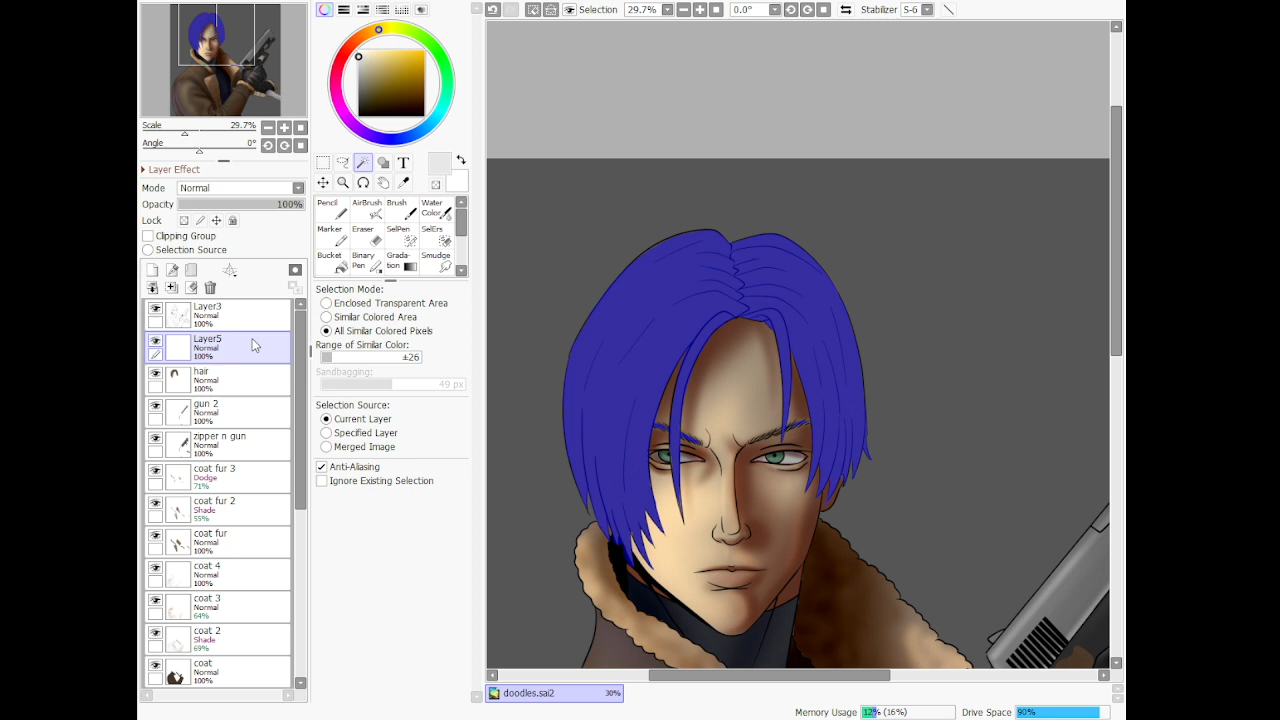 Selection
29.7%
0.0°
Stabilizer
S-6
Scale
29.7%
Angle
0°
Layer Effect
Mode
Normal
Opacity
100%
Lock
Clipping Group
Selection Source
Layer3
Normal
100%
Layer5
Normal
100%
hair
Normal
100%
gun 2
Normal
100%
zipper n gun
Normal
100%
coat fur 3
Dodge
71%
coat fur 2
Shade
55%
coat fur
Normal
100%
coat 4
Normal
100%
coat 3
Normal
64%
coat 2
Shade
69%
coat
Normal
100%
T
Pencil
AirBrush
Brush
Water
Color
Marker
Eraser
SelPen
SelErs
Bucket
Binary
Pen
Grada-
tion
Smudge
Selection Mode:
Enclosed Transparent Area
Similar Colored Area
All Similar Colored Pixels
Range of Similar Color:
±26
Sandbagging:
49 px
Selection Source:
Current Layer
Specified Layer
Merged Image
Anti-Aliasing
Ignore Existing Selection
doodles.sai2
30%
Memory Usage
12% (16%)
Drive Space
90%